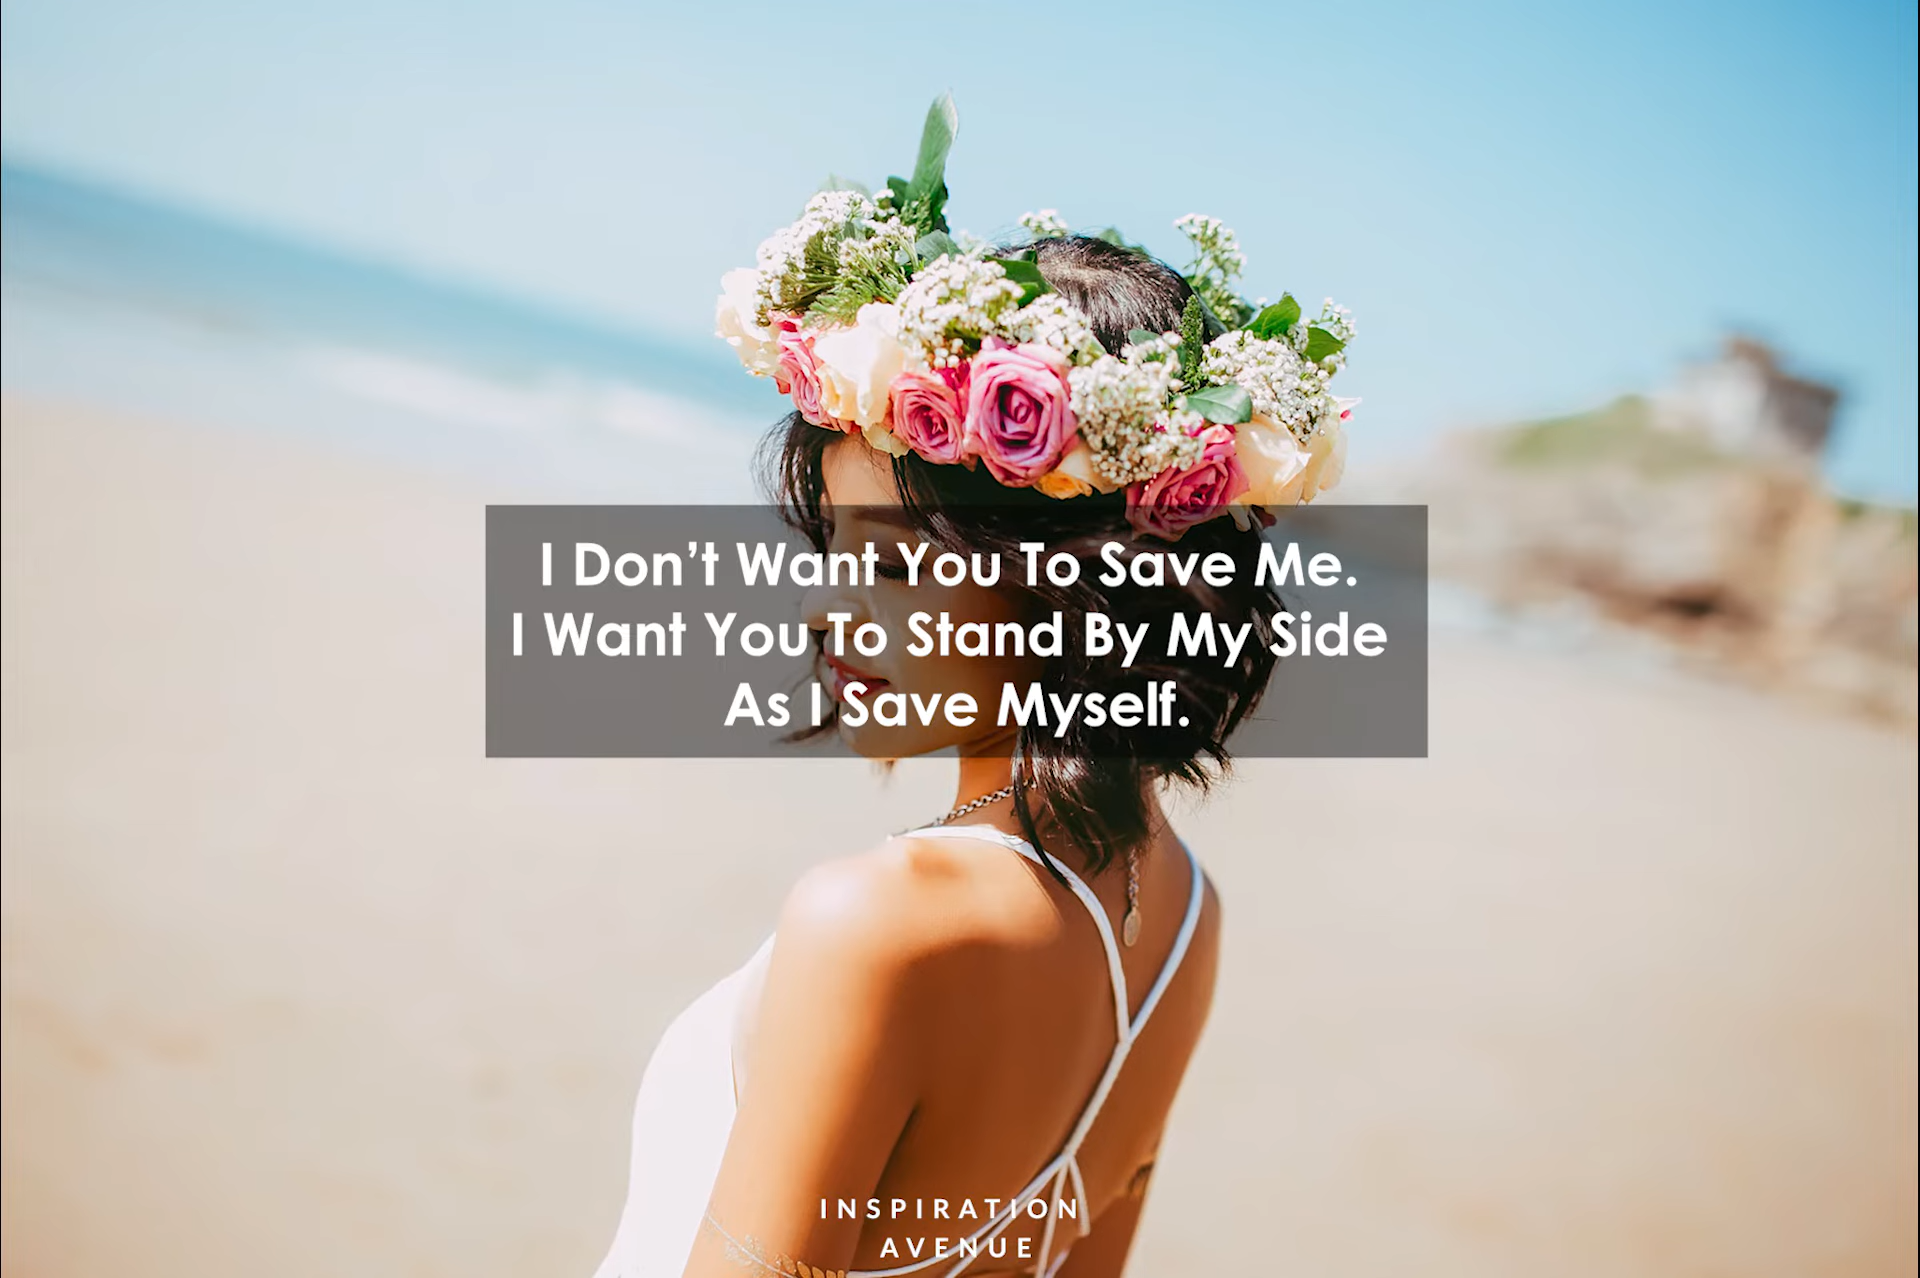 I Don’t Want You To Save Me.
I Want You To Stand By My Side
As I Save Myself.
INSPIRATION
AVENUE